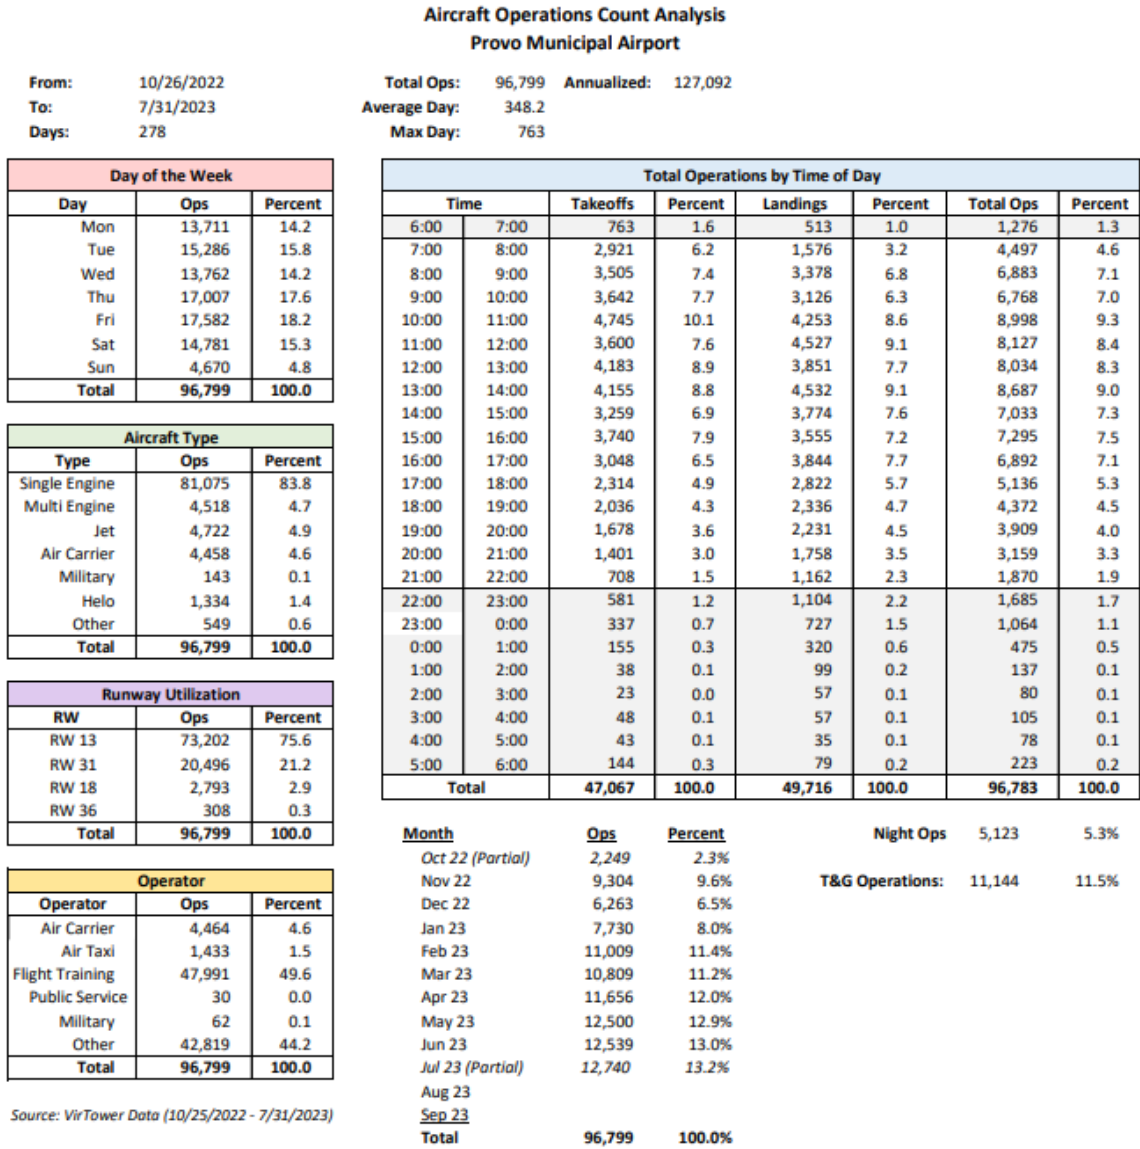 Aircraft Operations Count Analysis
Provo Municipal Airport
From: 10/26/2022 Total Ops: 96,799 Annualized: 127,092
To: 7/31/2023 Average Day: 348.2
Days: 278 Max Day: 763
Day of the Week
Day Ops Percent
Mon 13,711 14.2
Tue 15,286 15.8
Wed 13,762 14.2
Thu 17,007 17.6
Fri 17,582 18.2
Sat 14,781 15.3
Sun 4,670 4.8
Total 96,799 100.0
Aircraft Type
Type Ops Percent
Single Engine 81,075 83.8
Multi Engine 4,518 4.7
Jet 4,722 4.9
Air Carrier 4,458 4.6
Military 143 0.1
Helo 1,334 1.4
Other 549 0.6
Total 96,799 100.0
Runway Utilization
RW Ops Percent
RW 13 73,202 75.6
RW 31 20,496 21.2
RW 18 2,793 2.9
RW 36 308 0.3
Total 96,799 100.0
Operator
Operator Ops Percent
Air Carrier 4,464 4.6
Air Taxi 1,433 1.5
Flight Training 47,991 49.6
Public Service 30 0.0
Military 62 0.1
Other 42,819 44.2
Total 96,799 100.0
Source: VirTower Data (10/25/2022 - 7/31/2023)
Total Operations by Time of Day
Time Takeoffs Percent Landings Percent Total Ops Percent
6:00 7:00 763 1.6 513 1.0 1,276 1.3
7:00 8:00 2,921 6.2 1,576 3.2 4,497 4.6
8:00 9:00 3,505 7.4 3,378 6.8 6,883 7.1
9:00 10:00 3,642 7.7 3,126 6.3 6,768 7.0
10:00 11:00 4,745 10.1 4,253 8.6 8,998 9.3
11:00 12:00 3,600 7.6 4,527 9.1 8,127 8.4
12:00 13:00 4,183 8.9 3,851 7.7 8,034 8.3
13:00 14:00 4,155 8.8 4,532 9.1 8,687 9.0
14:00 15:00 3,259 6.9 3,774 7.6 7,033 7.3
15:00 16:00 3,740 7.9 3,555 7.2 7,295 7.5
16:00 17:00 3,048 6.5 3,844 7.7 6,892 7.1
17:00 18:00 2,314 4.9 2,822 5.7 5,136 5.3
18:00 19:00 2,036 4.3 2,336 4.7 4,372 4.5
19:00 20:00 1,678 3.6 2,231 4.5 3,909 4.0
20:00 21:00 1,401 3.0 1,758 3.5 3,159 3.3
21:00 22:00 708 1.5 1,162 2.3 1,870 1.9
22:00 23:00 581 1.2 1,104 2.2 1,685 1.7
23:00 0:00 337 0.7 727 1.5 1,064 1.1
0:00 1:00 155 0.3 320 0.6 475 0.5
1:00 2:00 38 0.1 99 0.2 137 0.1
2:00 3:00 23 0.0 57 0.1 80 0.1
3:00 4:00 48 0.1 57 0.1 105 0.1
4:00 5:00 43 0.1 35 0.1 78 0.1
5:00 6:00 144 0.3 79 0.2 223 0.2
Total 47,067 100.0 49,716 100.0 96,783 100.0
Month Ops Percent
Oct 22 (Partial) 2,249 2.3%
Nov 22 9,304 9.6%
Dec 22 6,263 6.5%
Jan 23 7,730 8.0%
Feb 23 11,009 11.4%
Mar 23 10,809 11.2%
Apr 23 11,656 12.0%
May 23 12,500 12.9%
Jun 23 12,539 13.0%
Jul 23 (Partial) 12,740 13.2%
Aug 23
Sep 23
Total 96,799 100.0%
Night Ops 5,123 5.3%
T&G Operations: 11,144 11.5%